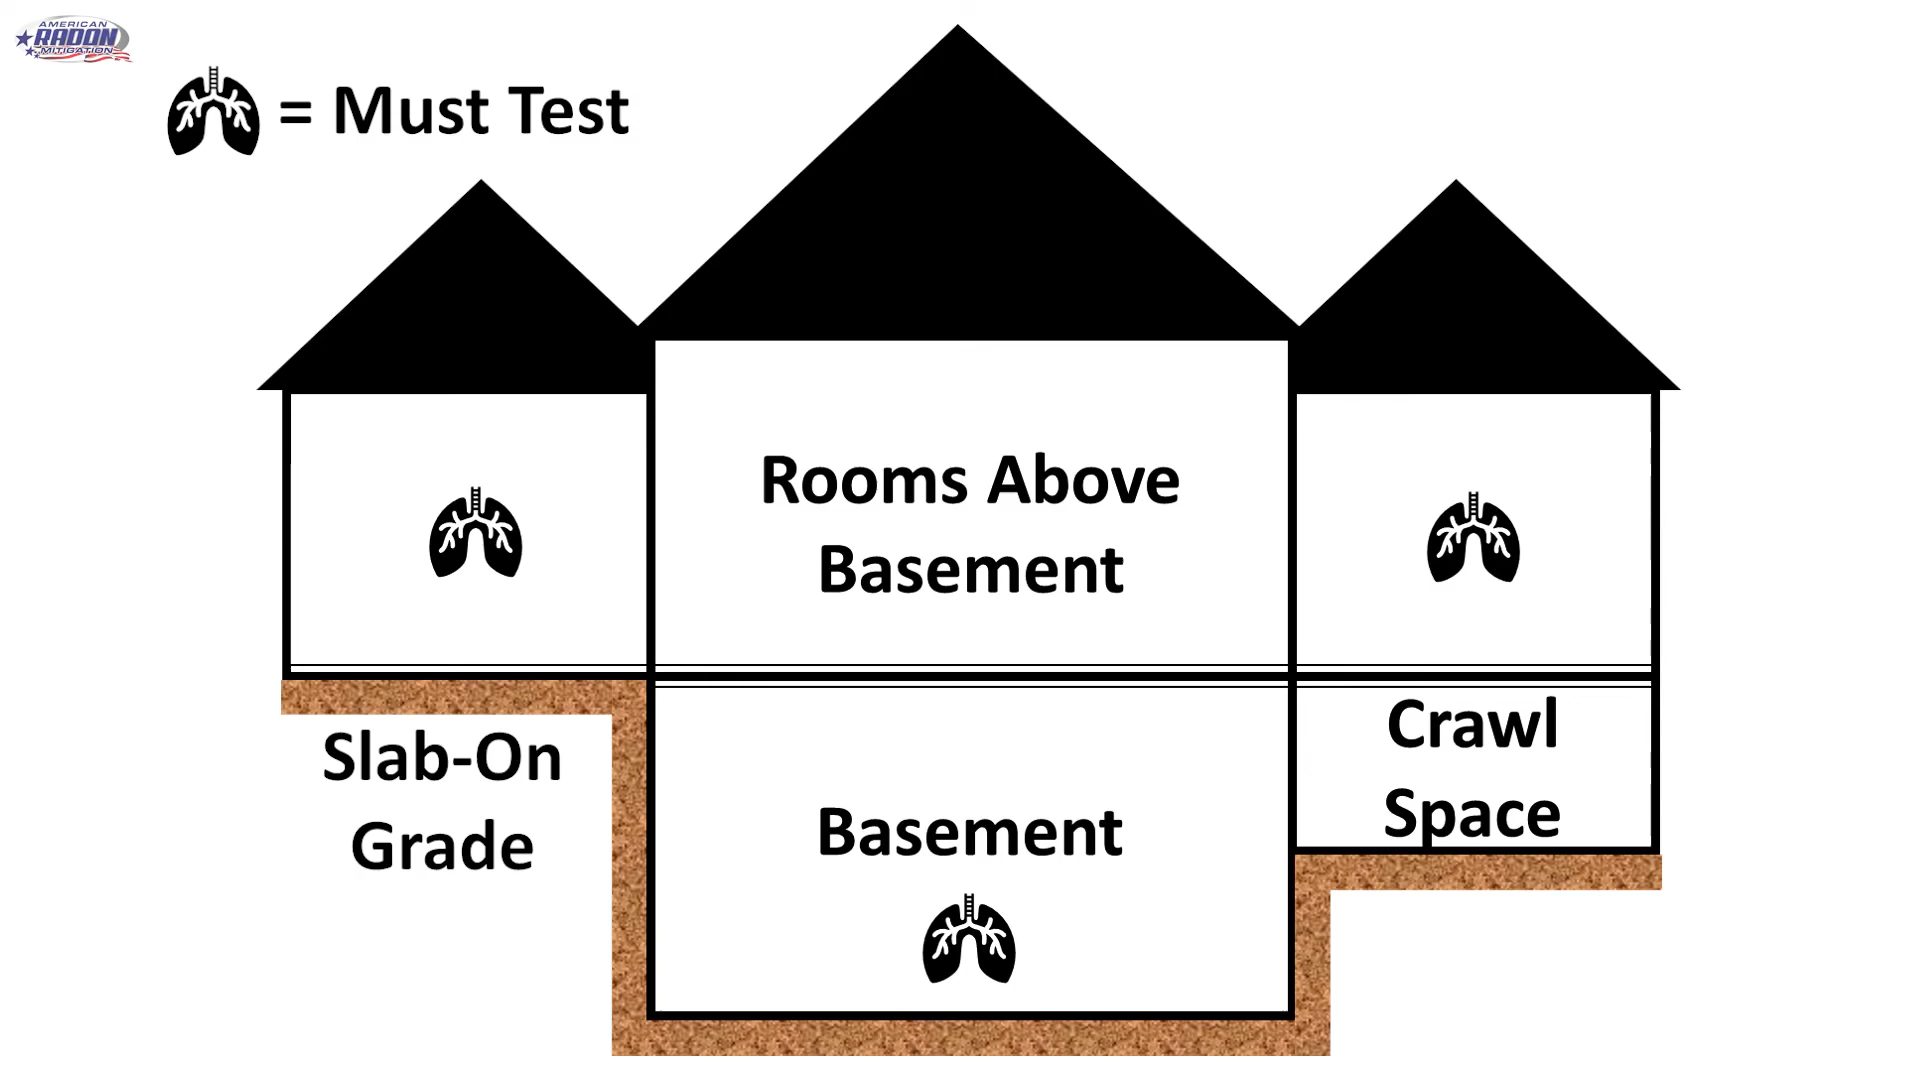 AMERICAN
RADON
MITIGATION
= Must Test
Rooms Above
Basement
Slab-On
Grade
Basement
Crawl
Space